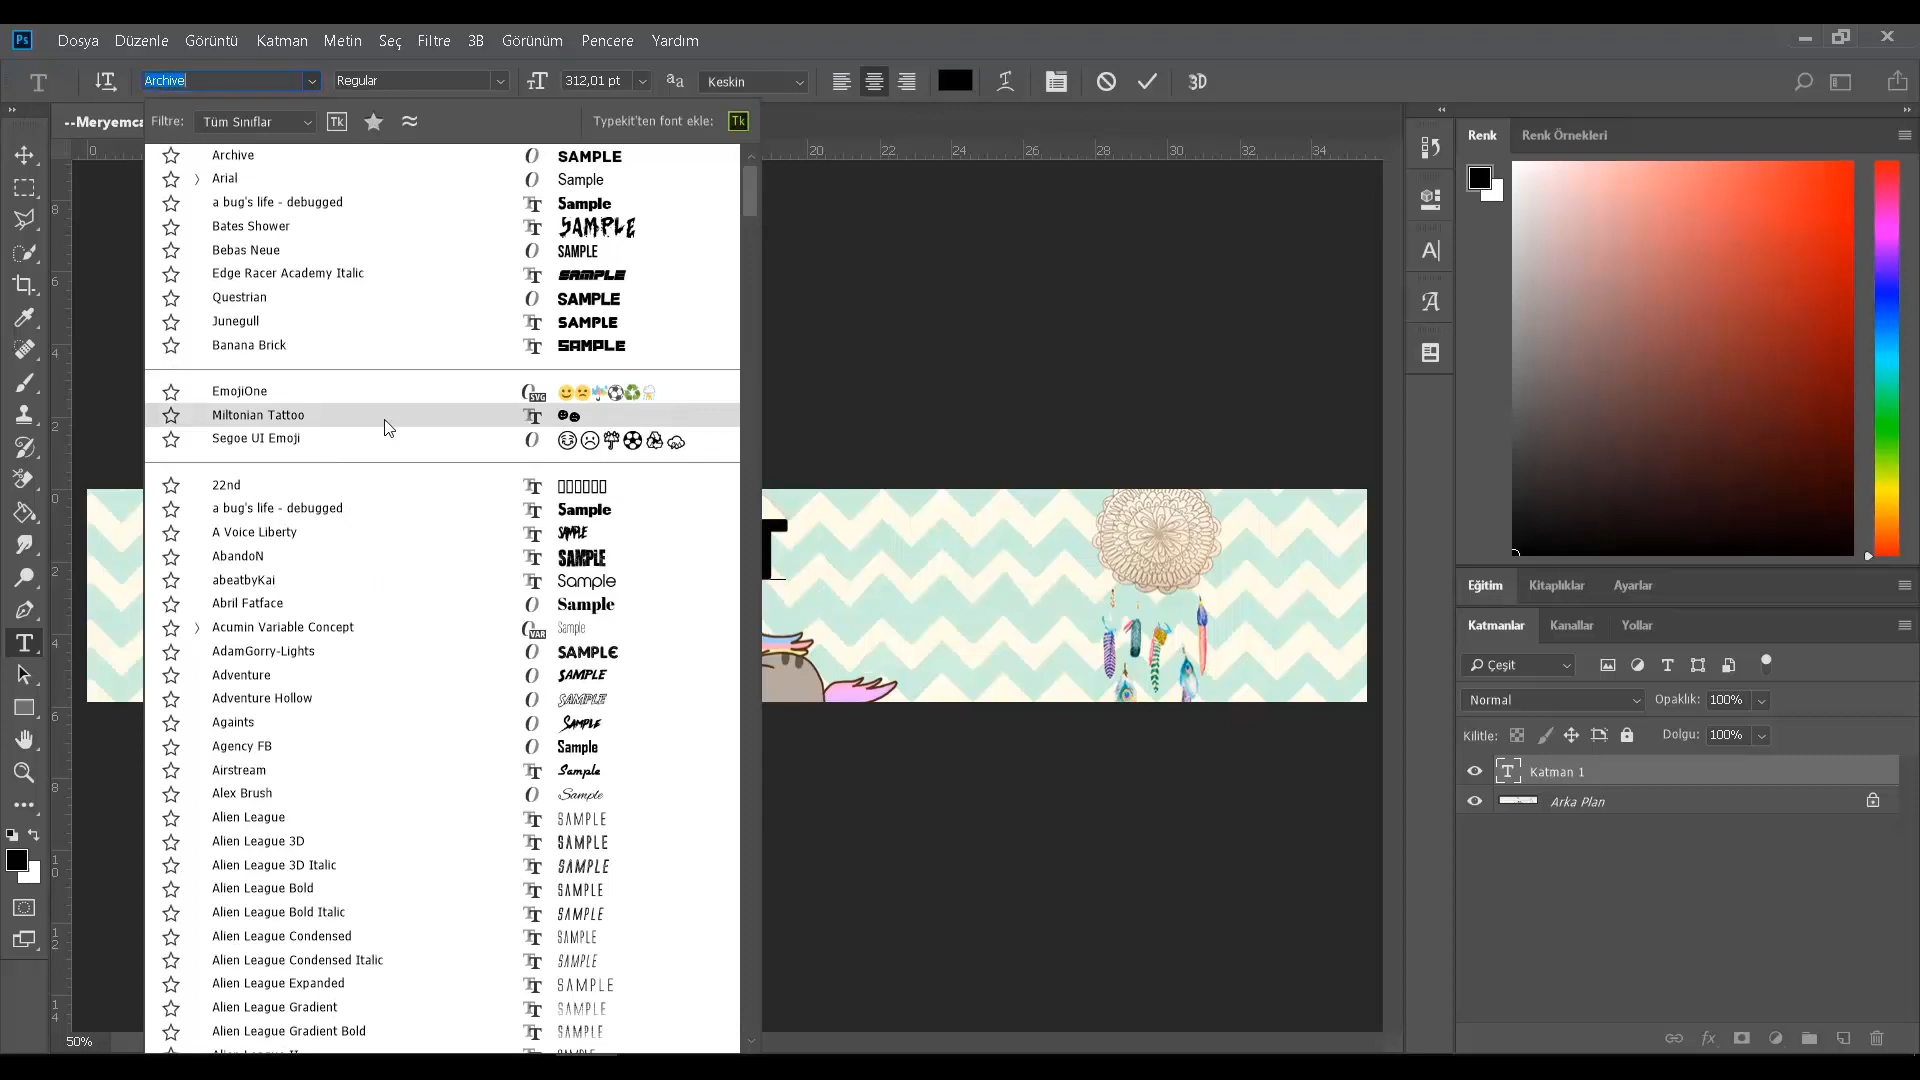 Ps Dosya Düzenle Görüntü Katman Metin Seç Filtre 3B Görünüm Pencere Yardım
T Archive Regular 312,01 pt aa Keskin 3D
--Meryemca
Filtre: Tüm Sınıflar Tk Typekit'ten font ekle: Tk
0 20 22 24 26 28 30 32 34
Archive SAMPLE
Arial Sample
a bug's life - debugged Sample
Bates Shower SAMPLE
Bebas Neue SAMPLE
Edge Racer Academy Italic SAMPLE
Questrian SAMPLE
Junegull SAMPLE
Banana Brick SAMPLE
EmojiOne
Miltonian Tattoo
Segoe UI Emoji
22nd
a bug's life - debugged Sample
A Voice Liberty SAMPLE
AbandoN SAMPLE
abeatbyKai Sample
Abril Fatface Sample
Acumin Variable Concept Sample
AdamGorry-Lights SAMPLE
Adventure SAMPLE
Adventure Hollow SAMPLE
Againts Sample
Agency FB Sample
Airstream Sample
Alex Brush Sample
Alien League SAMPLE
Alien League 3D SAMPLE
Alien League 3D Italic SAMPLE
Alien League Bold SAMPLE
Alien League Bold Italic SAMPLE
Alien League Condensed SAMPLE
Alien League Condensed Italic SAMPLE
Alien League Expanded SAMPLE
Alien League Gradient SAMPLE
Alien League Gradient Bold SAMPLE
T
50%
Renk Renk Örnekleri
Eğitim Kitaplıklar Ayarlar
Katmanlar Kanallar Yollar
Çeşit
Normal Opaklık: 100%
Kilitle: Dolgu: 100%
T Katman 1
Arka Plan
fx